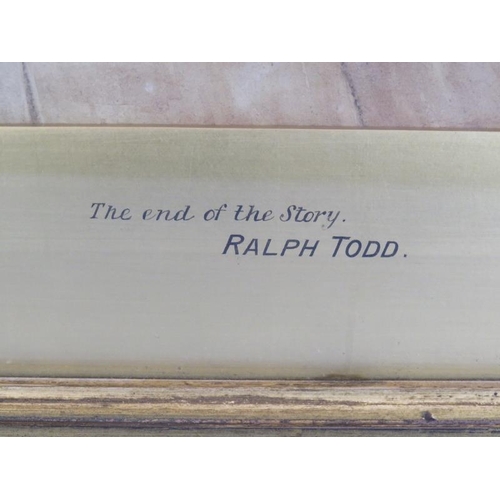 The end of the Story.
RALPH TODD.